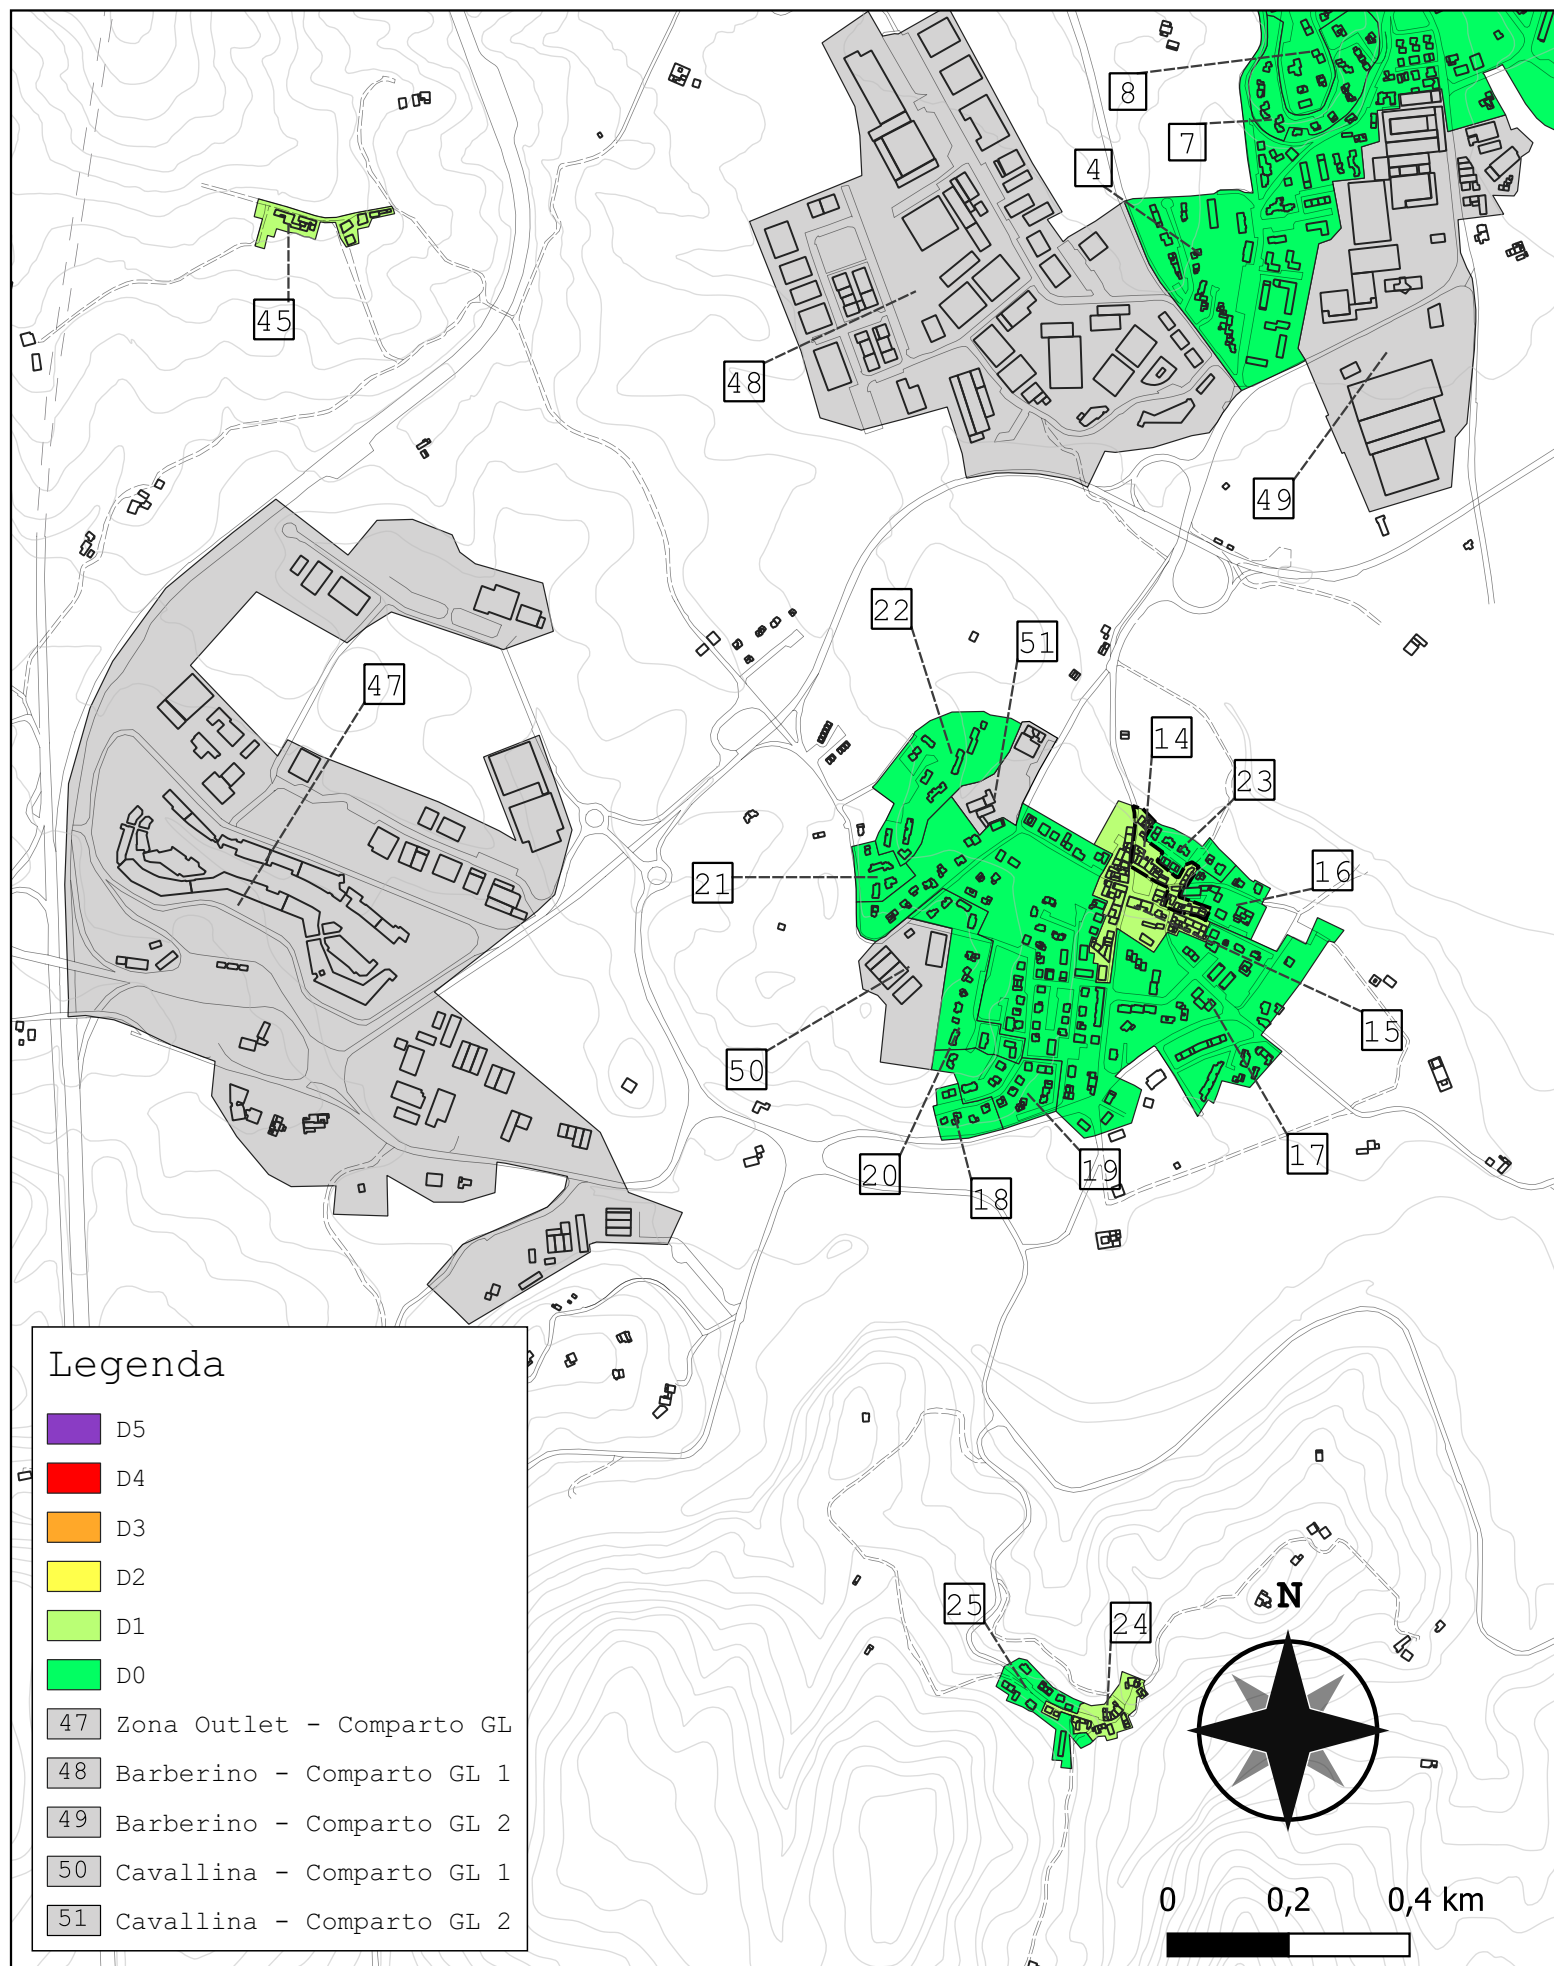 8
7
4
45
48
49
22
51
47
14
23
16
21
15
50
17
20
19
18
25
24
N
Legenda
D5
D4
D3
D2
D1
D0
47 Zona Outlet - Comparto GL
48 Barberino - Comparto GL 1
49 Barberino - Comparto GL 2
50 Cavallina - Comparto GL 1
51 Cavallina - Comparto GL 2
0 0,2 0,4 km